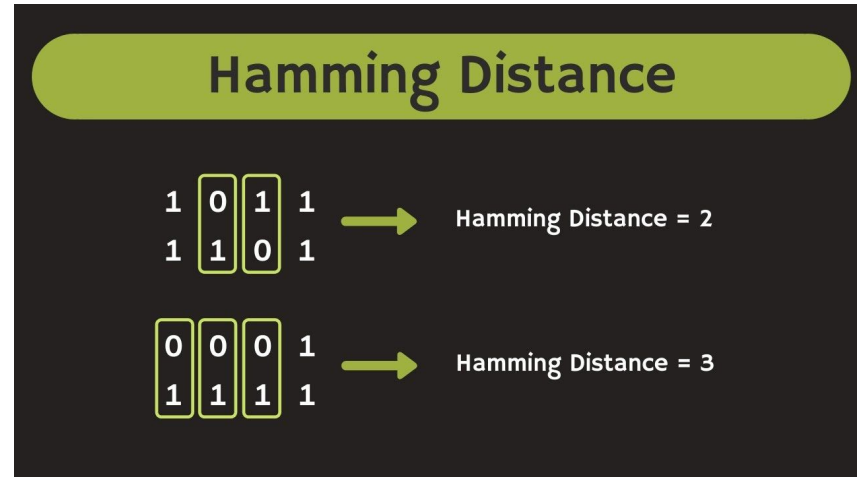 Hamming Distance
1 0 1 1
1 1 0 1
Hamming Distance = 2
0 0 0 1
1 1 1 1
Hamming Distance = 3